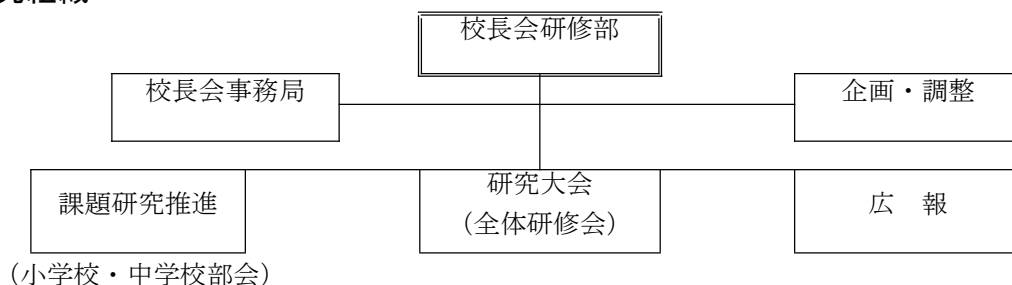 校長会研修部
校長会事務局
企画・調整
課題研究推進
研究大会
(全体研修会)
広　報
(小学校・中学校部会)